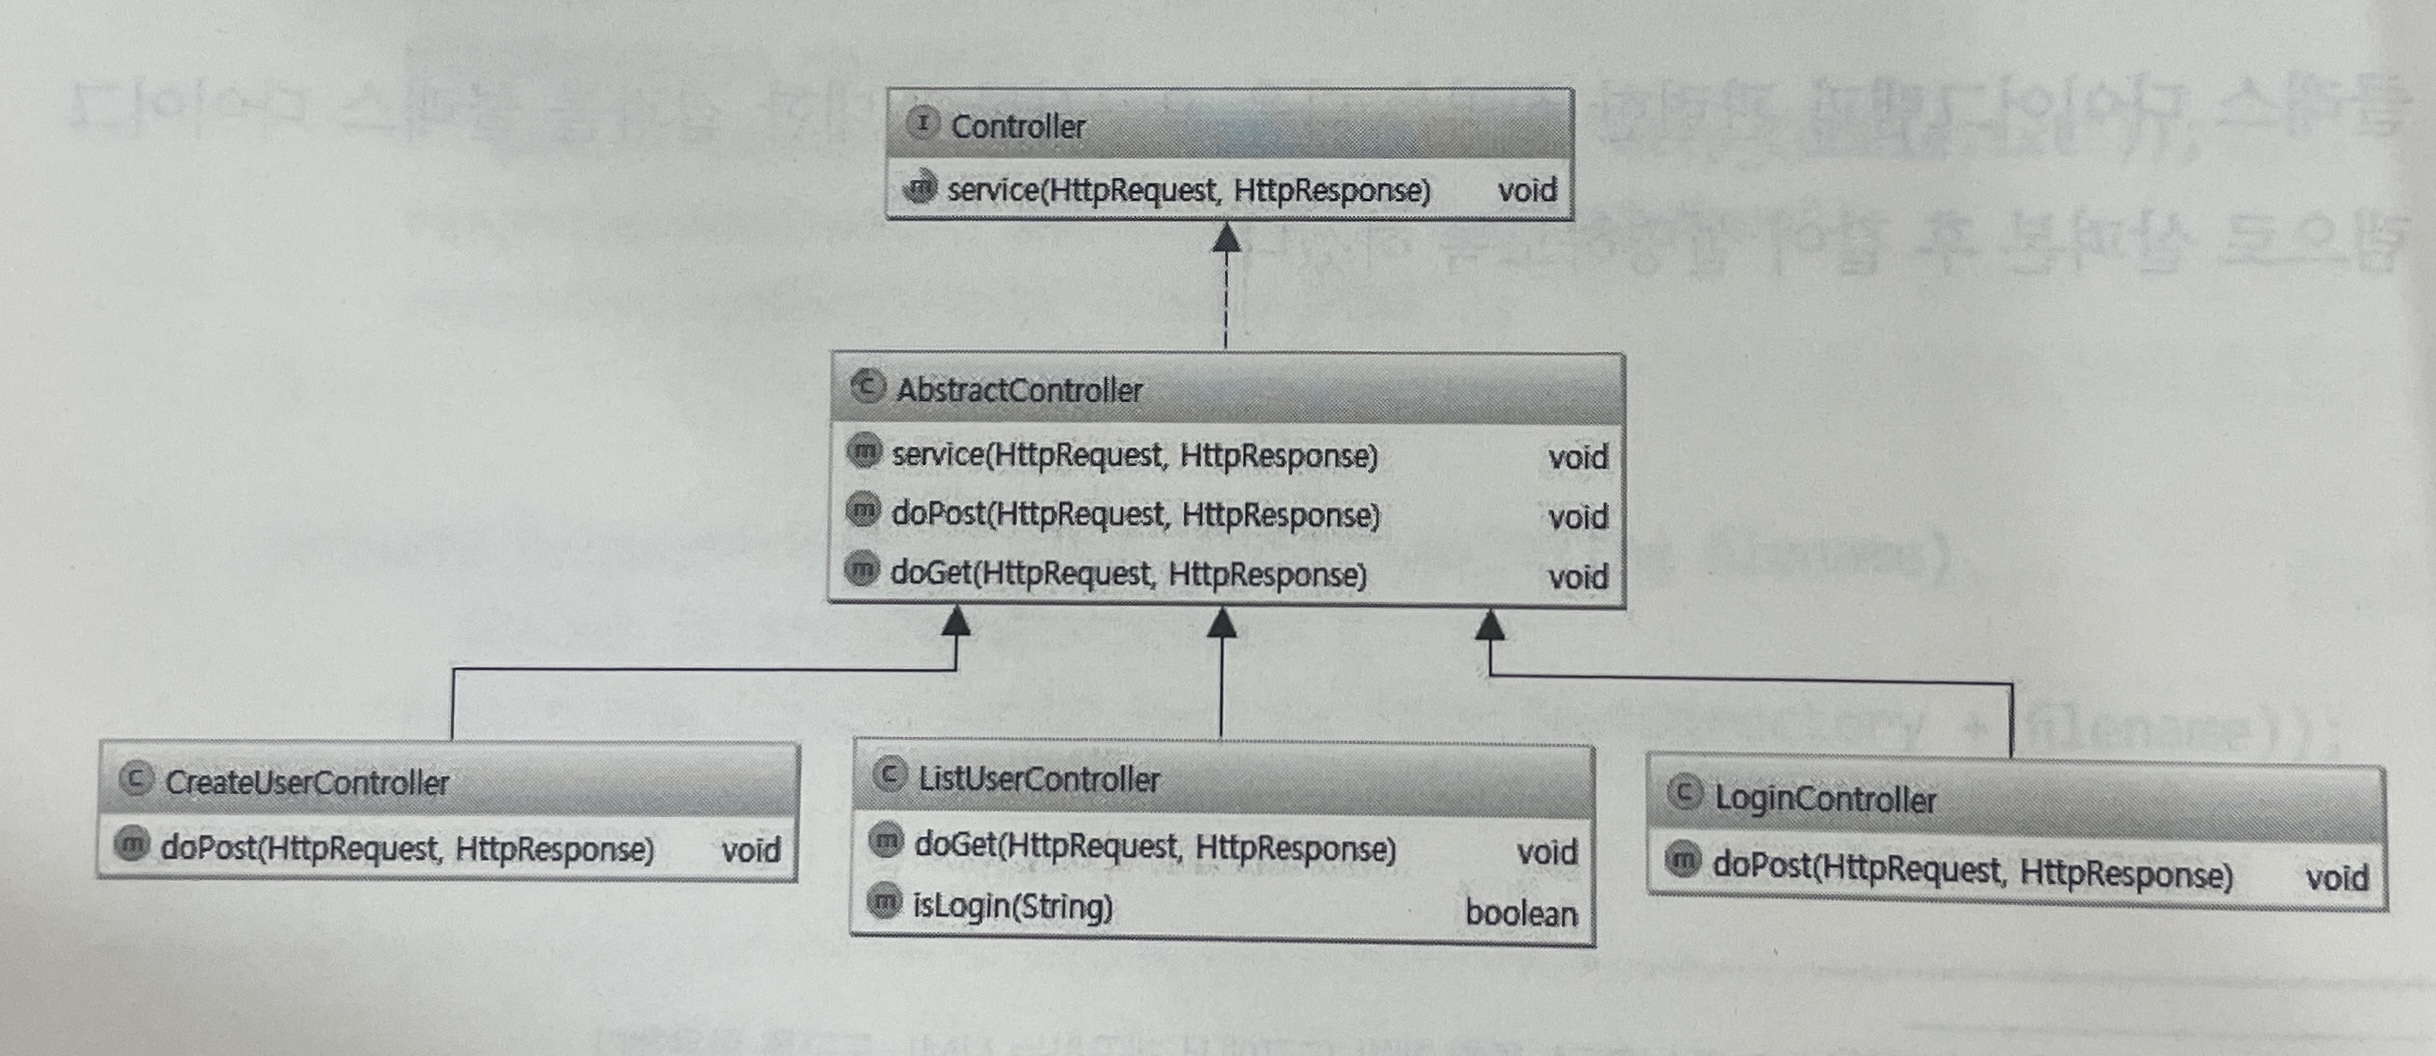 I Controller
m service(HttpRequest, HttpResponse) void
C AbstractController
m service(HttpRequest, HttpResponse) void
m doPost(HttpRequest, HttpResponse) void
m doGet(HttpRequest, HttpResponse) void
C CreateUserController
m doPost(HttpRequest, HttpResponse) void
C ListUserController
m doGet(HttpRequest, HttpResponse) void
m isLogin(String) boolean
C LoginController
m doPost(HttpRequest, HttpResponse) void